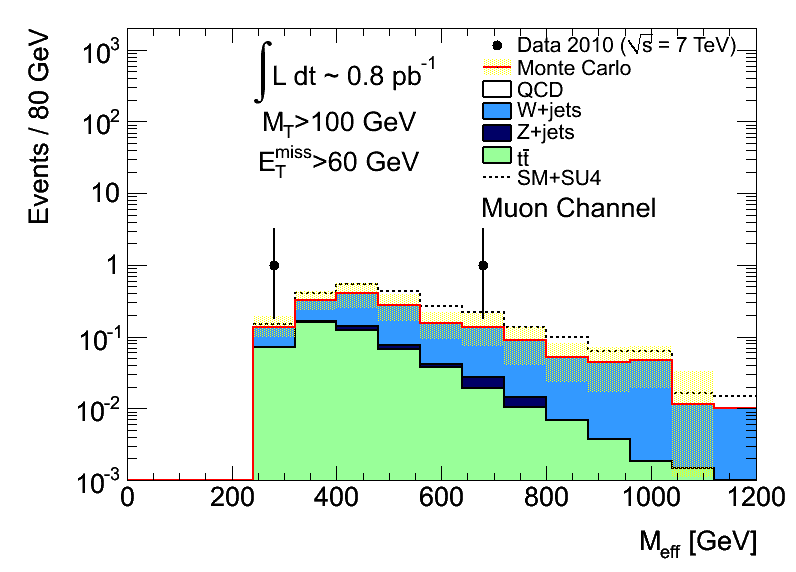 Events / 80 GeV
10³
10²
10
1
10⁻¹
10⁻²
10⁻³
∫L dt ~ 0.8 pb⁻¹
M_T>100 GeV
E_T^miss>60 GeV
Data 2010 (√s = 7 TeV)
Monte Carlo
QCD
W+jets
Z+jets
tt̄
SM+SU4
Muon Channel
0 200 400 600 800 1000 1200
M_eff [GeV]